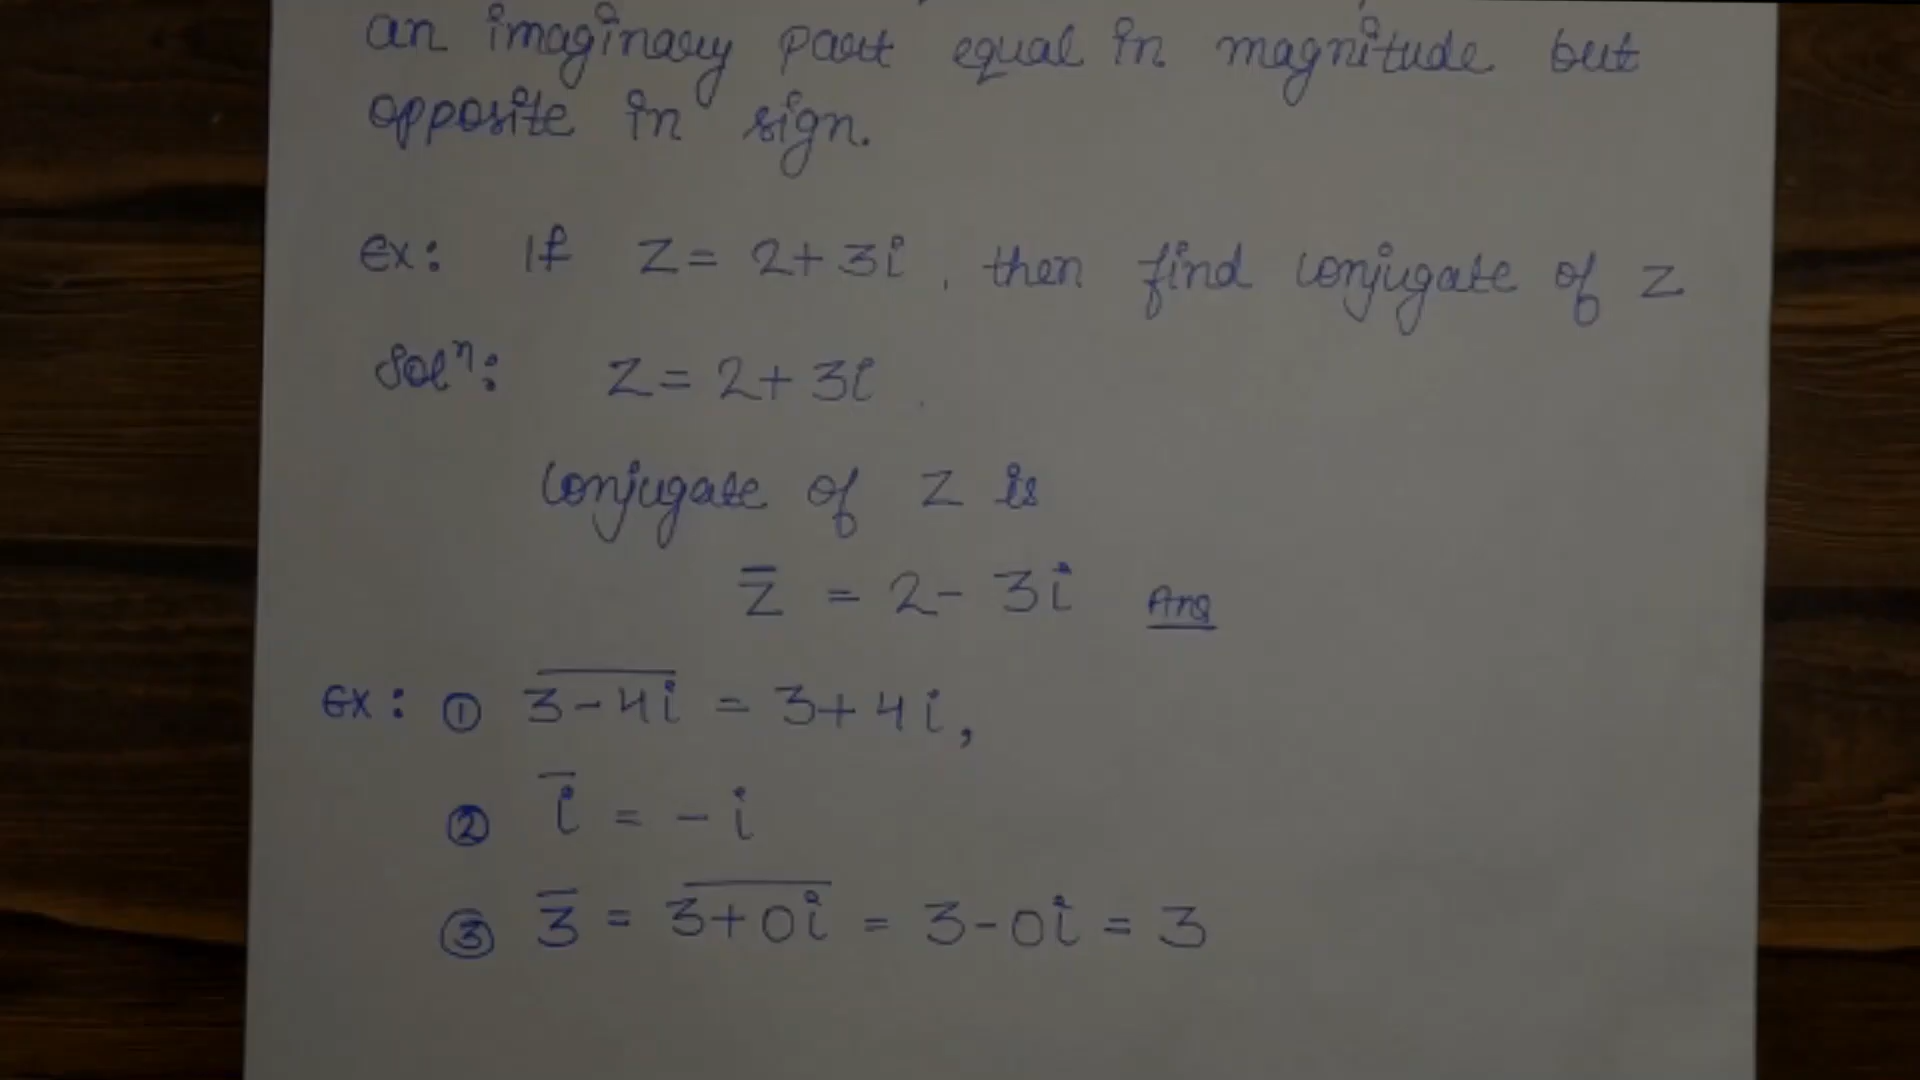 an imaginary part equal in magnitude but
opposite in sign.
Ex: If z = 2+3i, then find conjugate of z
Solⁿ: z = 2+3i
Conjugate of z is
z̅ = 2-3i Ans
Ex: ① \overline{3-4i} = 3+4i,
② i̅ = -i
③ 3̅ = \overline{3+0i} = 3-0i = 3